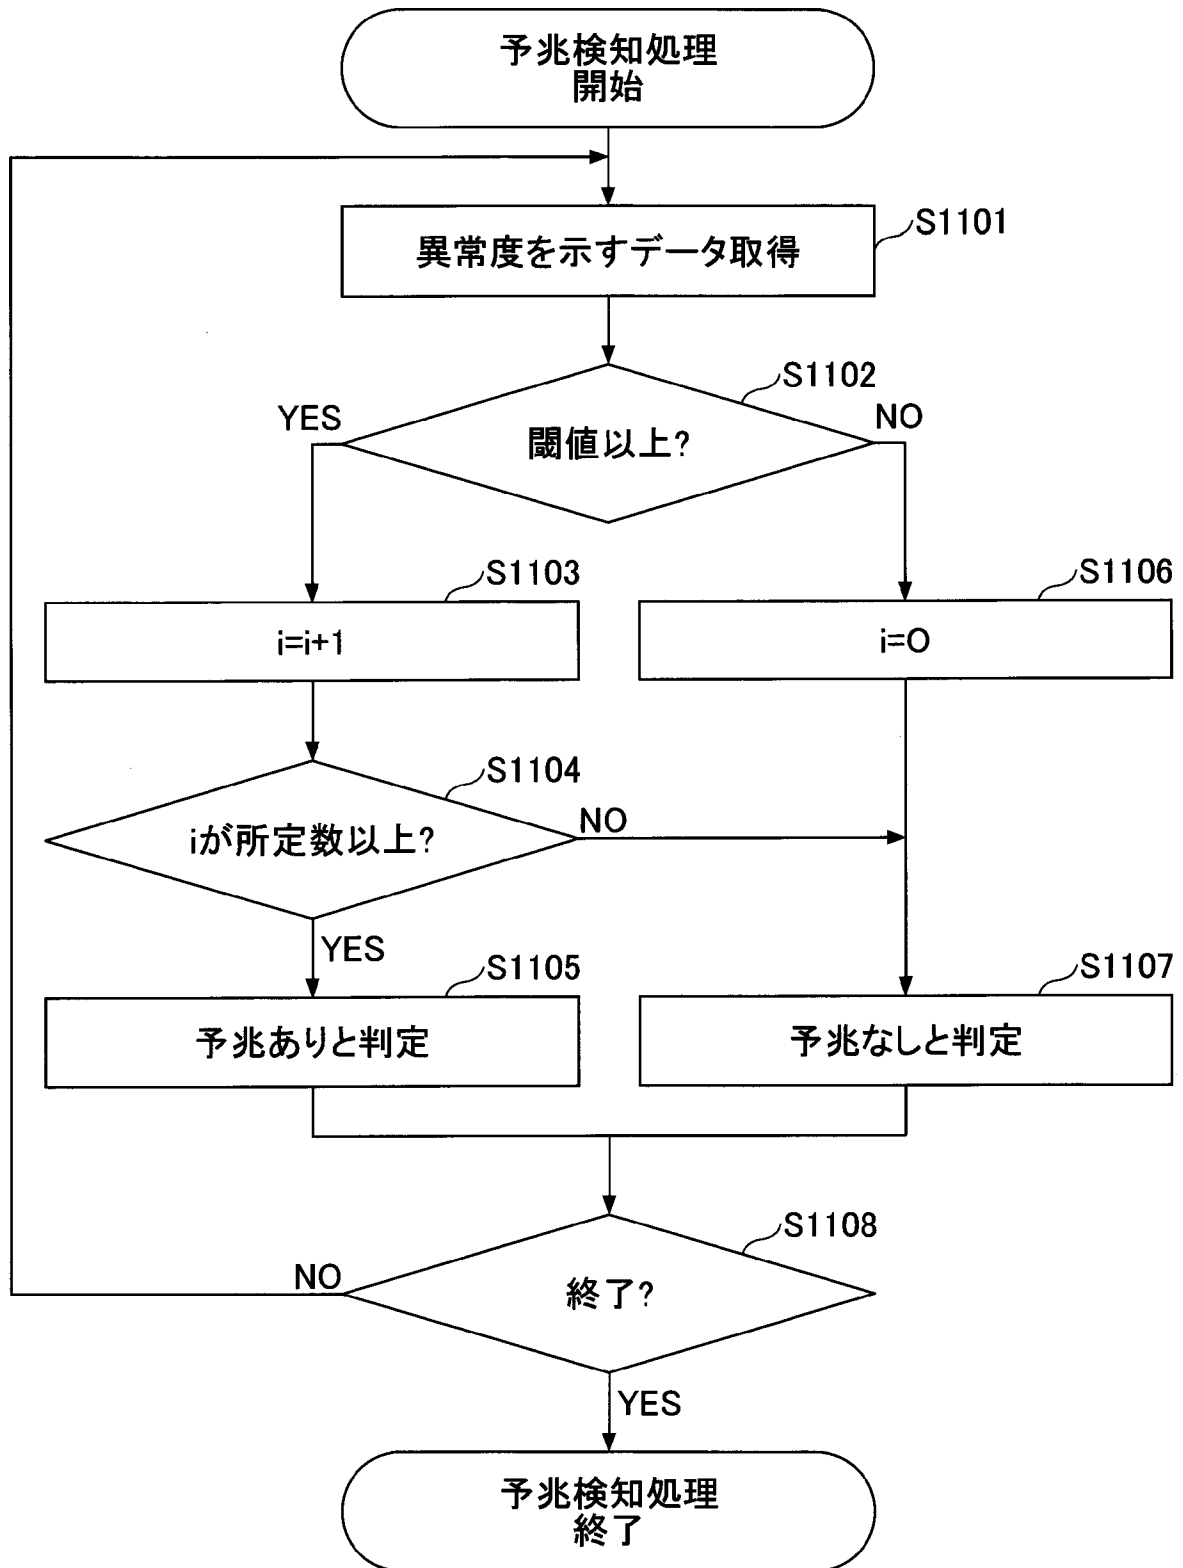 予兆検知処理
開始
S1101
異常度を示すデータ取得
S1102
YES
NO
閾値以上?
S1103
S1106
i=i+1
i=0
S1104
iが所定数以上?
NO
YES
S1105
S1107
予兆ありと判定
予兆なしと判定
S1108
NO
終了?
YES
予兆検知処理
終了